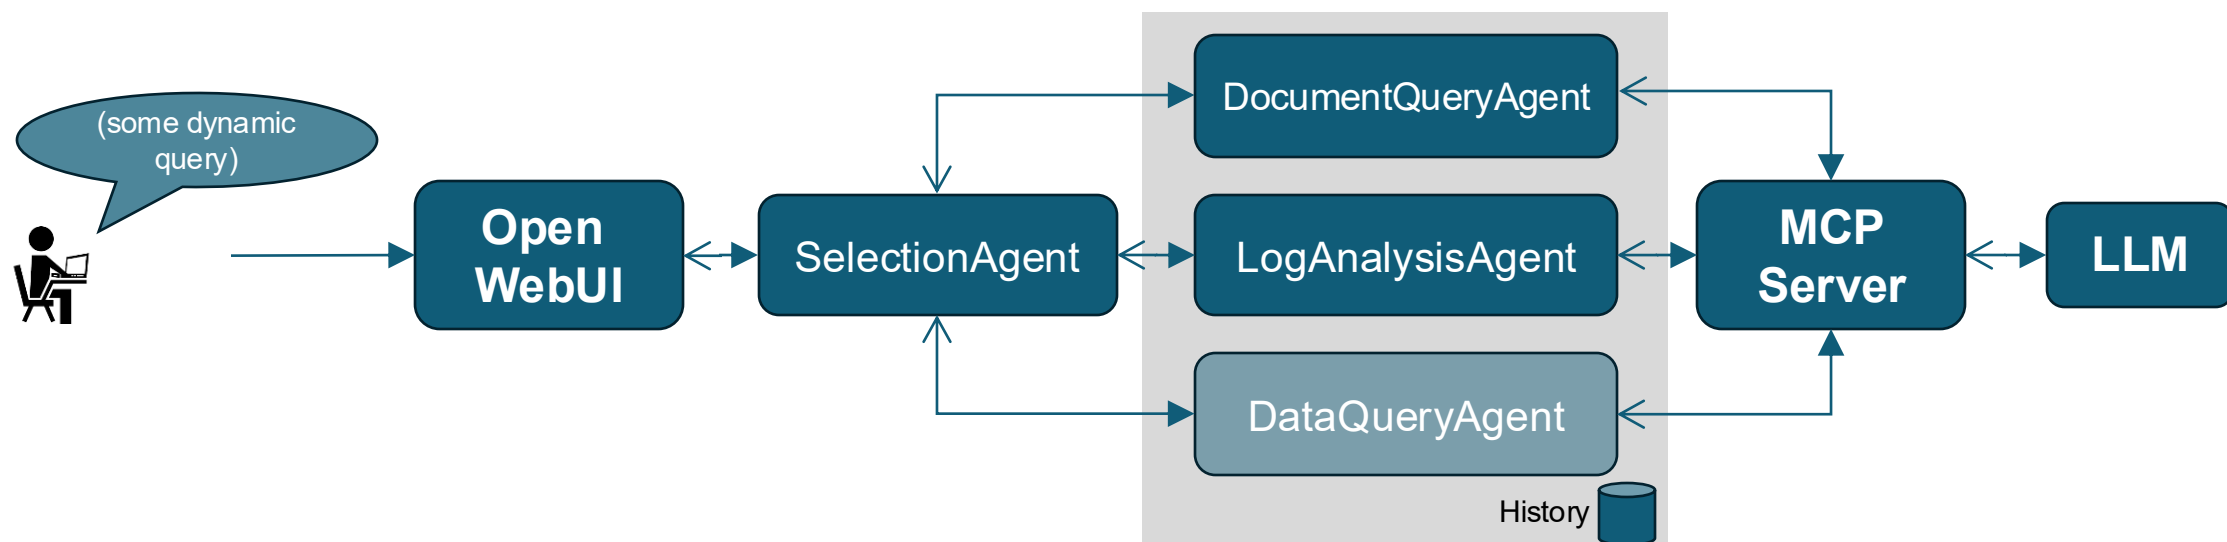 (some dynamic
query)
Open
WebUI
SelectionAgent
DocumentQueryAgent
LogAnalysisAgent
DataQueryAgent
History
MCP
Server
LLM